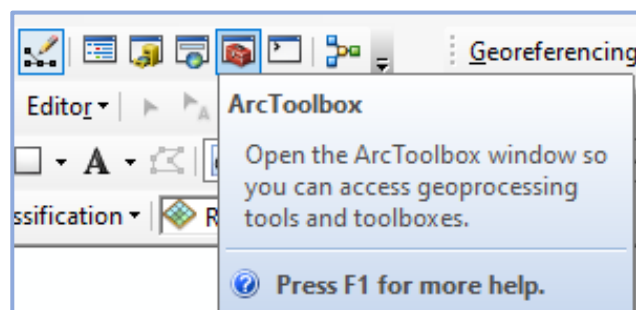 Georeferencing
Editor
ArcToolbox
Open the ArcToolbox window so
you can access geoprocessing
tools and toolboxes.
A
ssification
R
Press F1 for more help.